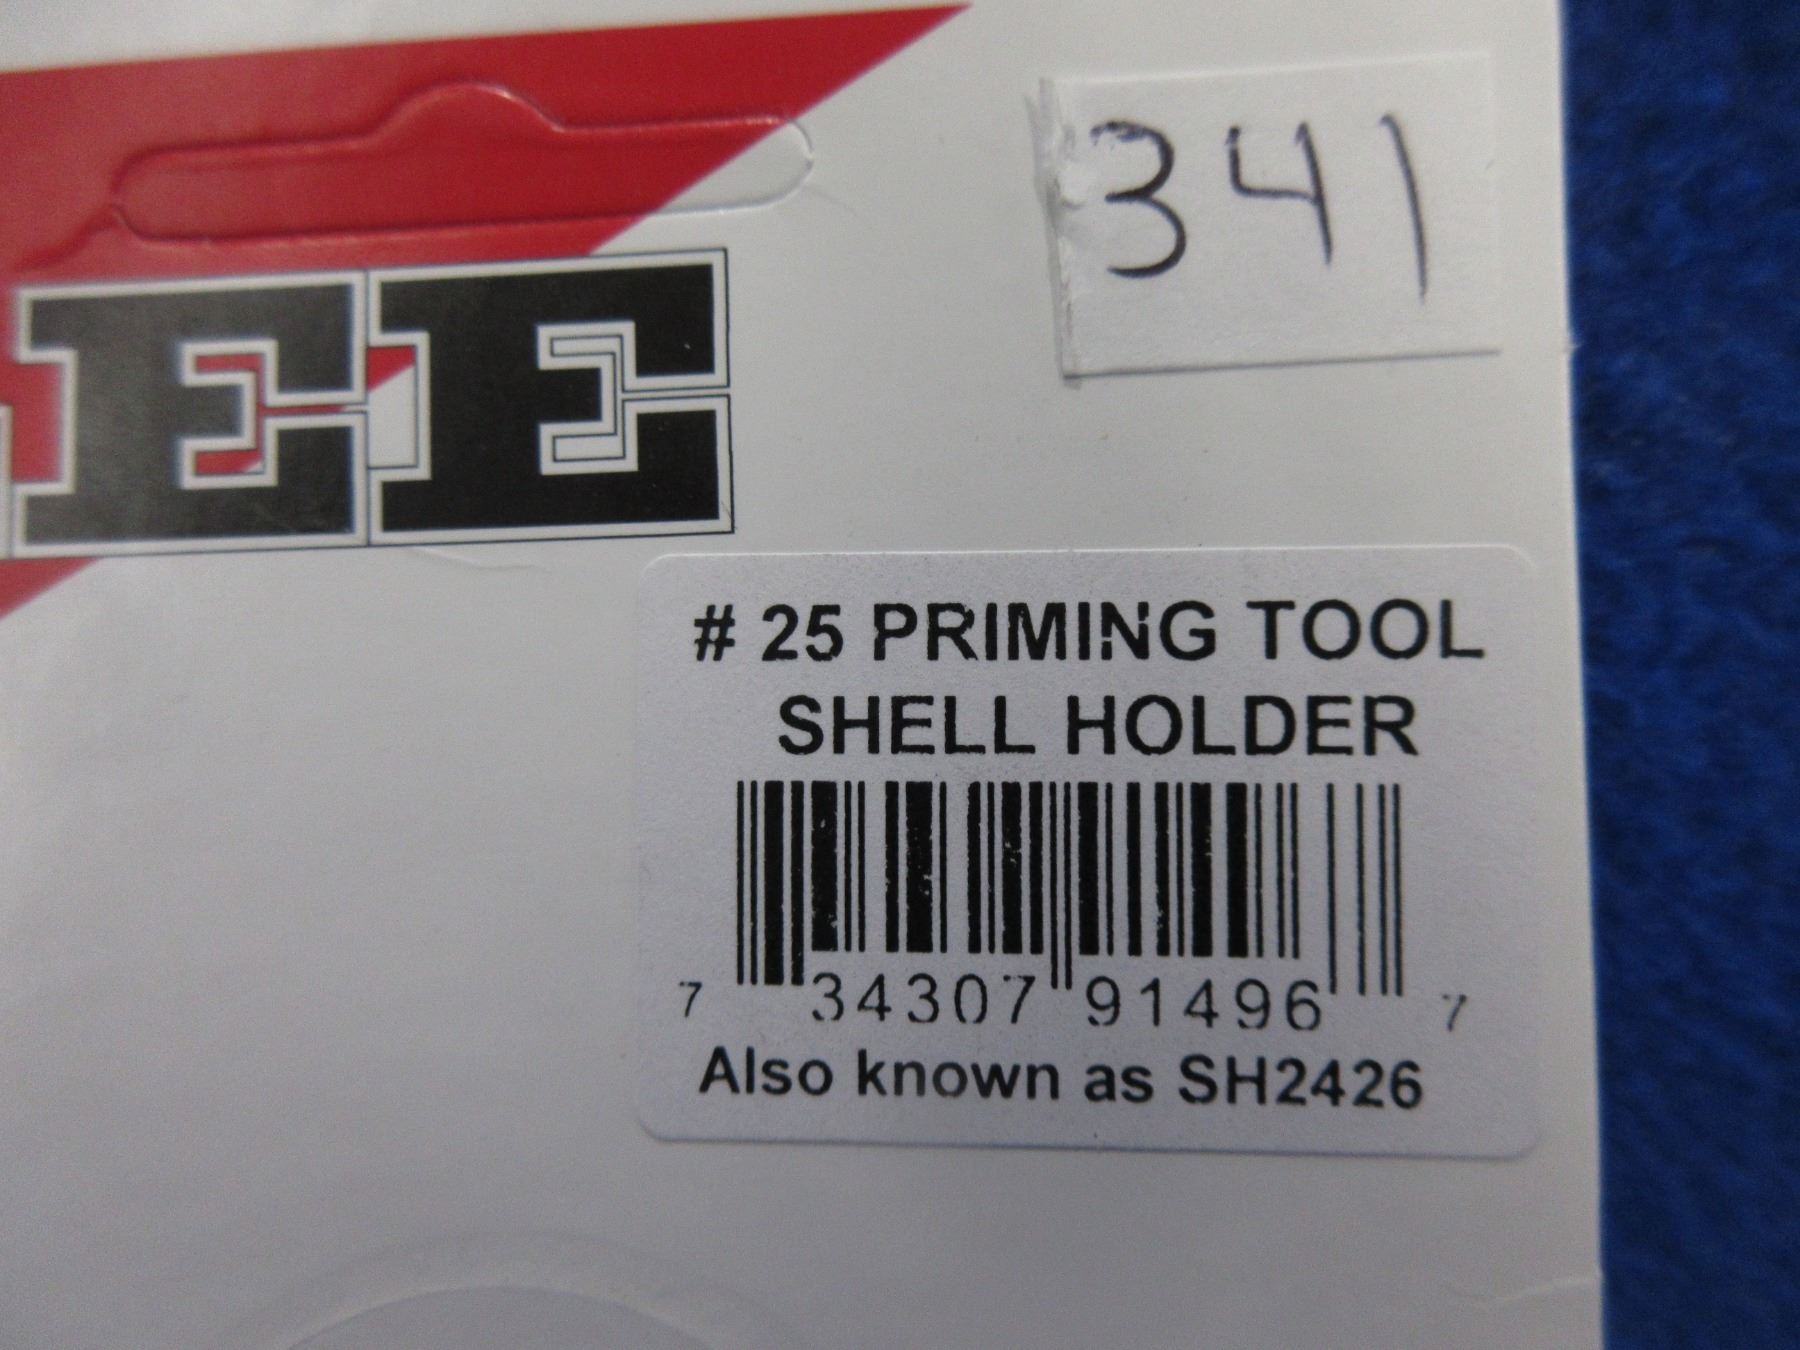 341
EE
# 25 PRIMING TOOL
SHELL HOLDER
7 34307 91496 7
Also known as SH2426